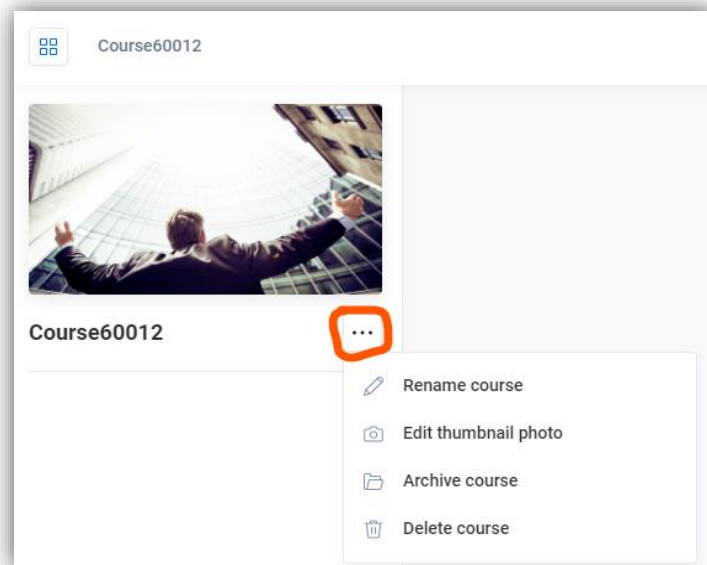 Course60012
Course60012
Rename course
Edit thumbnail photo
Archive course
Delete course